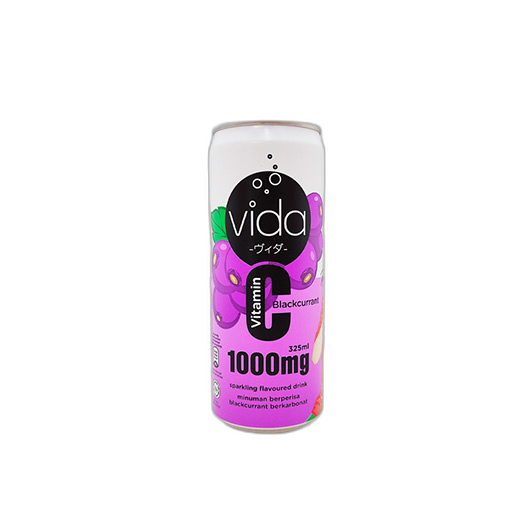 vida
-ヴィダ-
Vitamin
C
Blackcurrant
325ml
1000mg
sparkling flavoured drink
minuman berperisa
blackcurrant berkarbonat